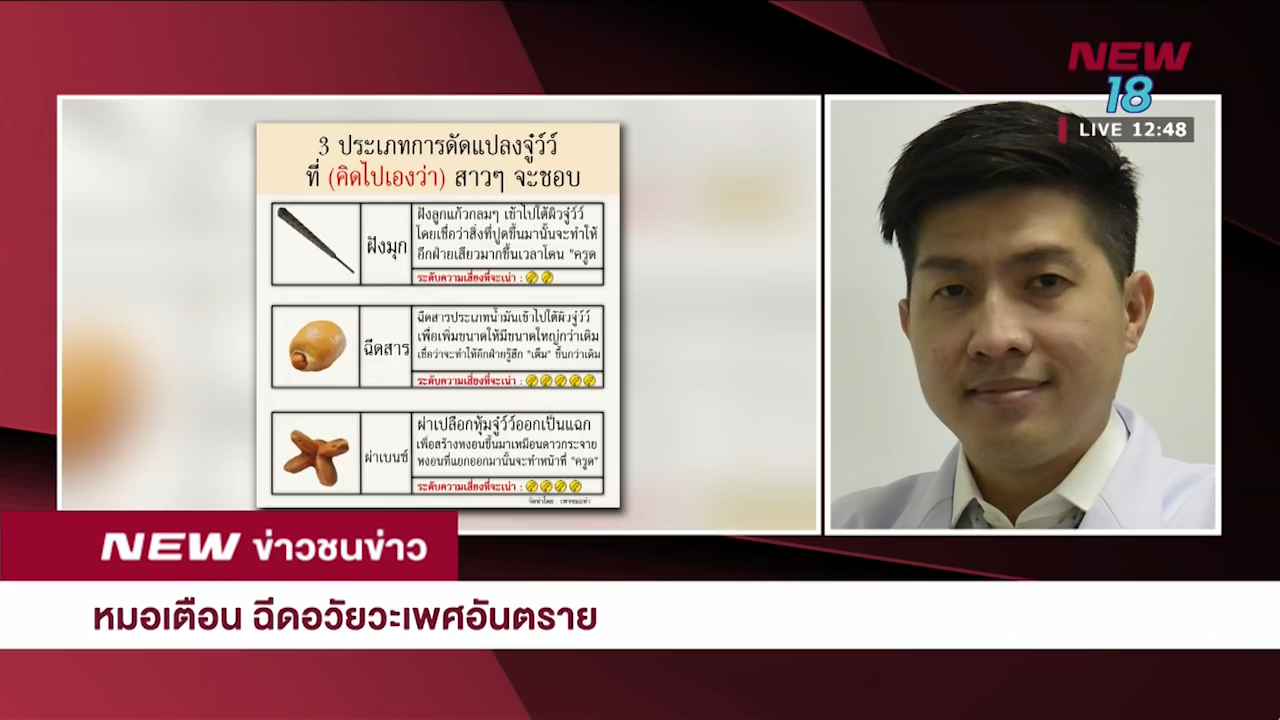 NEW
18
LIVE 12:48
3 ประเภทการดัดแปลงจู๋ว์ว์
ที่ (คิดไปเองว่า) สาวๆ จะชอบ
ฝังมุก
ฝังลูกแก้วกลมๆ เข้าไปใต้ผิวจู๋ว์ว์
โดยเชื่อว่าสิ่งที่ปูดขึ้นมานั้นจะทำให้
อีกฝ่ายเสียวมากขึ้นเวลาโดน "ครูด
ระดับความเสี่ยงที่จะเน่า :
ฉีดสาร
ฉีดสารประเภทน้ำมันเข้าไปใต้ผิวจู๋ว์ว์
เพื่อเพิ่มขนาดให้มีขนาดใหญ่กว่าเดิม
เชื่อว่าจะทำให้อีกฝ่ายรู้สึก "เต็ม" ขึ้นกว่าเดิม
ระดับความเสี่ยงที่จะเน่า :
ผ่าเบนซ์
ผ่าเปลือกหุ้มจู๋ว์ว์ออกเป็นแฉก
เพื่อสร้างหงอนขึ้นมาเหมือนดาวกระจาย
หงอนที่แยกออกมานั้นจะทำหน้าที่ "ครูด"
ระดับความเสี่ยงที่จะเน่า :
จัดทำโดย :
NEW ข่าวชนข่าว
หมอเตือน ฉีดอวัยวะเพศอันตราย